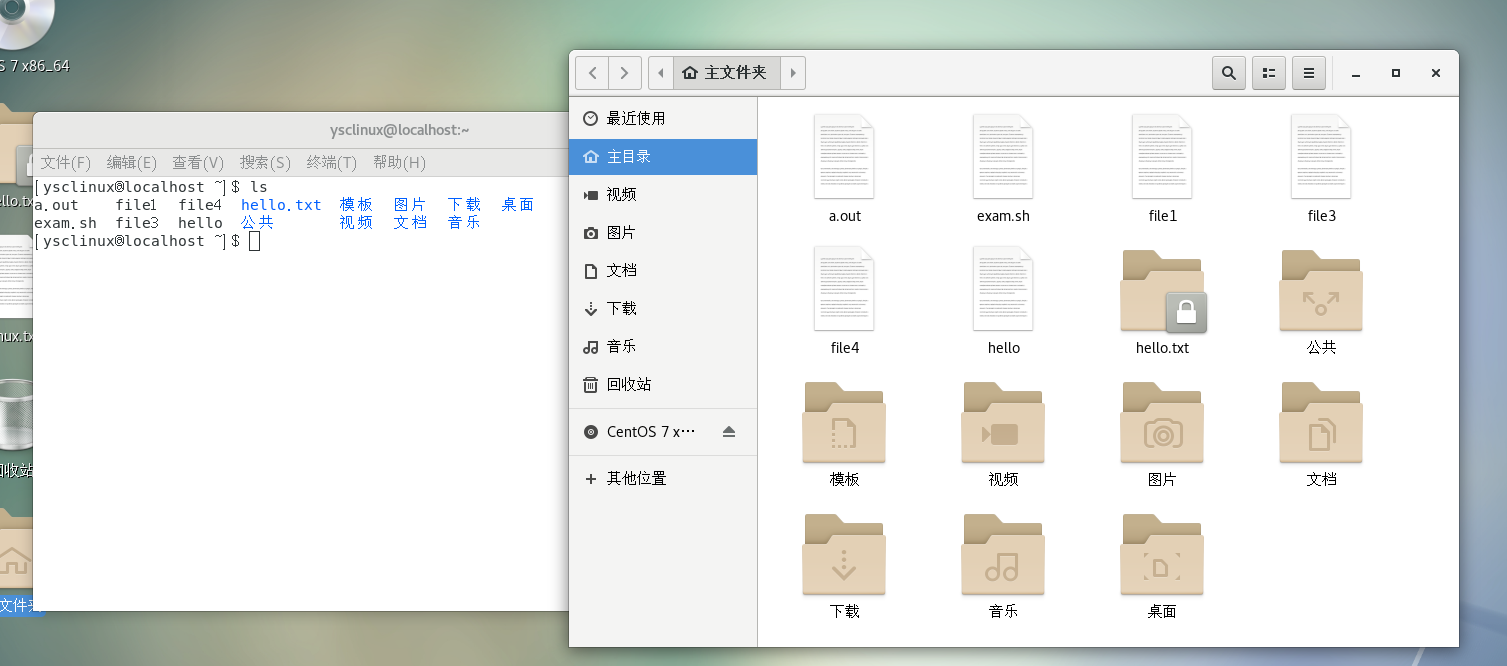 S 7 x86_64
ysclinux@localhost:~
文件(F) 编辑(E) 查看(V) 搜索(S) 终端(T) 帮助(H)
[ysclinux@localhost ~]$ ls
a.out file1 file4 hello.txt 模板 图片 下载 桌面
exam.sh file3 hello 公共 视频 文档 音乐
[ysclinux@localhost ~]$
主文件夹
最近使用
主目录
视频
图片
文档
下载
音乐
回收站
CentOS 7 x…
其他位置
a.out exam.sh file1 file3
file4 hello hello.txt 公共
模板 视频 图片 文档
下载 音乐 桌面
回收站
文件夹